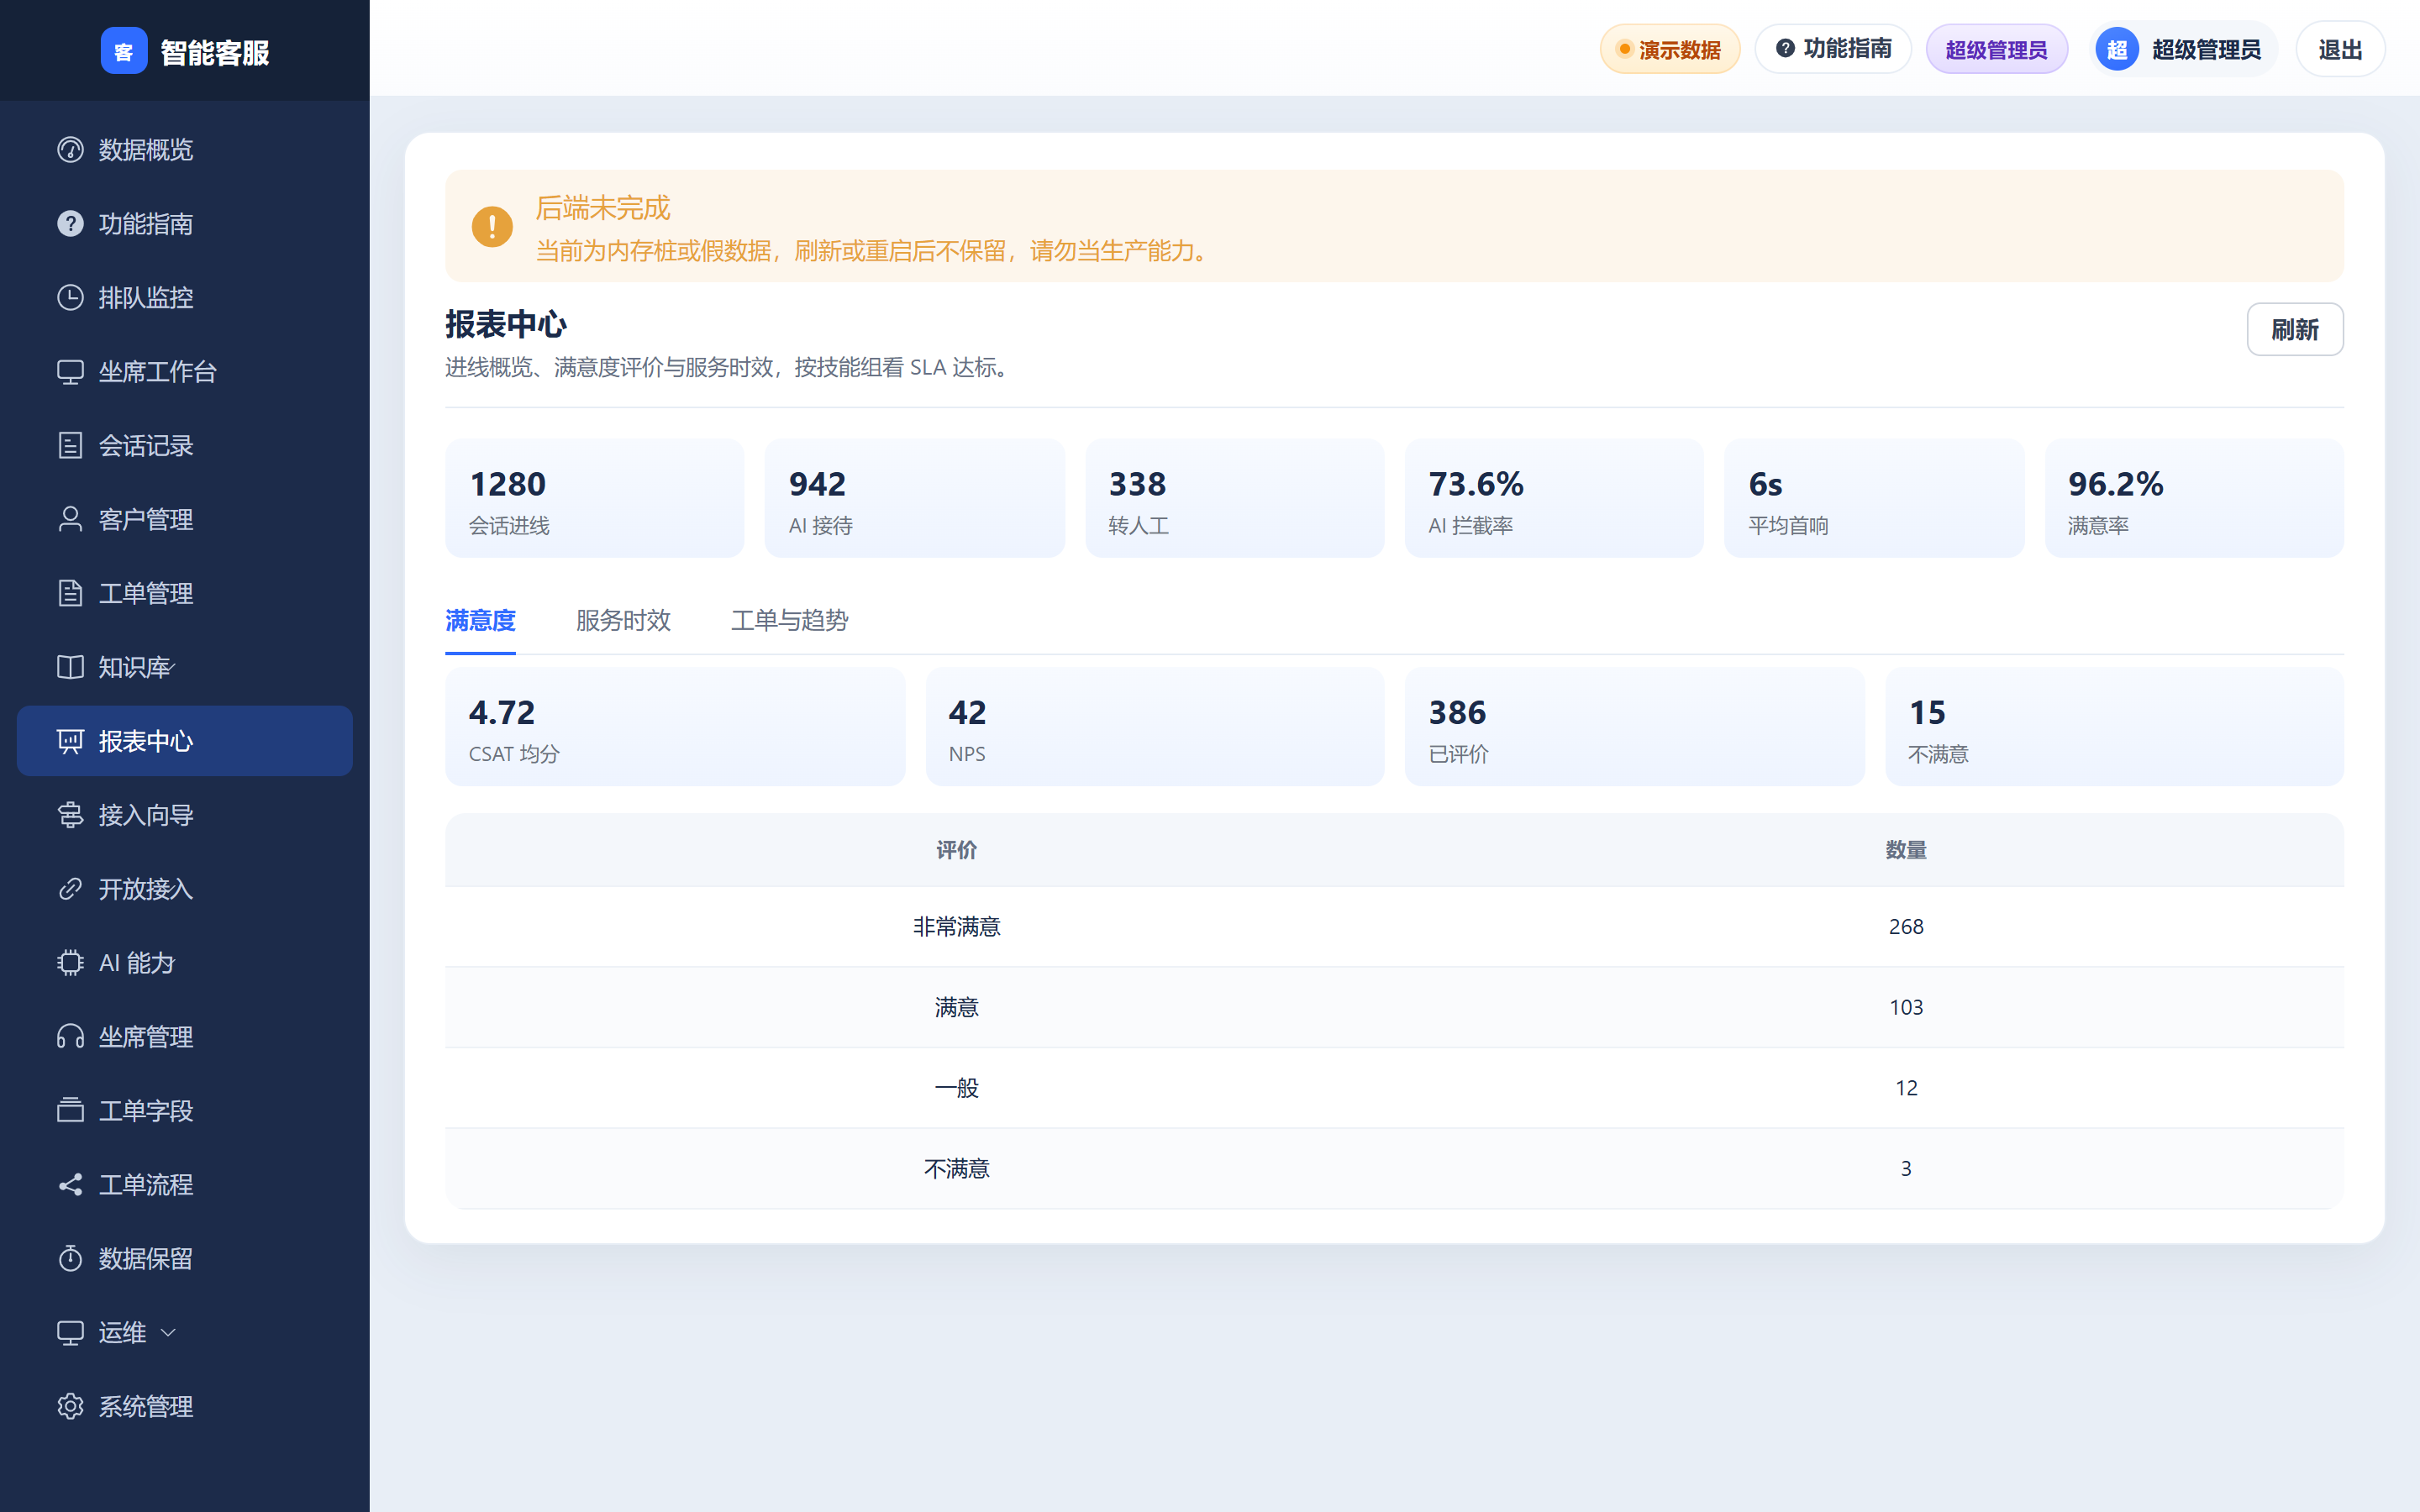 客 智能客服
演示数据 功能指南 超级管理员 超 超级管理员 退出
数据概览
功能指南
排队监控
坐席工作台
会话记录
客户管理
工单管理
知识库
报表中心
接入向导
开放接入
AI 能力
坐席管理
工单字段
工单流程
数据保留
运维
系统管理
后端未完成
当前为内存桩或假数据，刷新或重启后不保留，请勿当生产能力。
报表中心
刷新
进线概览、满意度评价与服务时效，按技能组看 SLA 达标。
1280 942 338 73.6% 6s 96.2%
会话进线 AI 接待 转人工 AI 拦截率 平均首响 满意率
满意度 服务时效 工单与趋势
4.72 42 386 15
CSAT 均分 NPS 已评价 不满意
评价 数量
非常满意 268
满意 103
一般 12
不满意 3